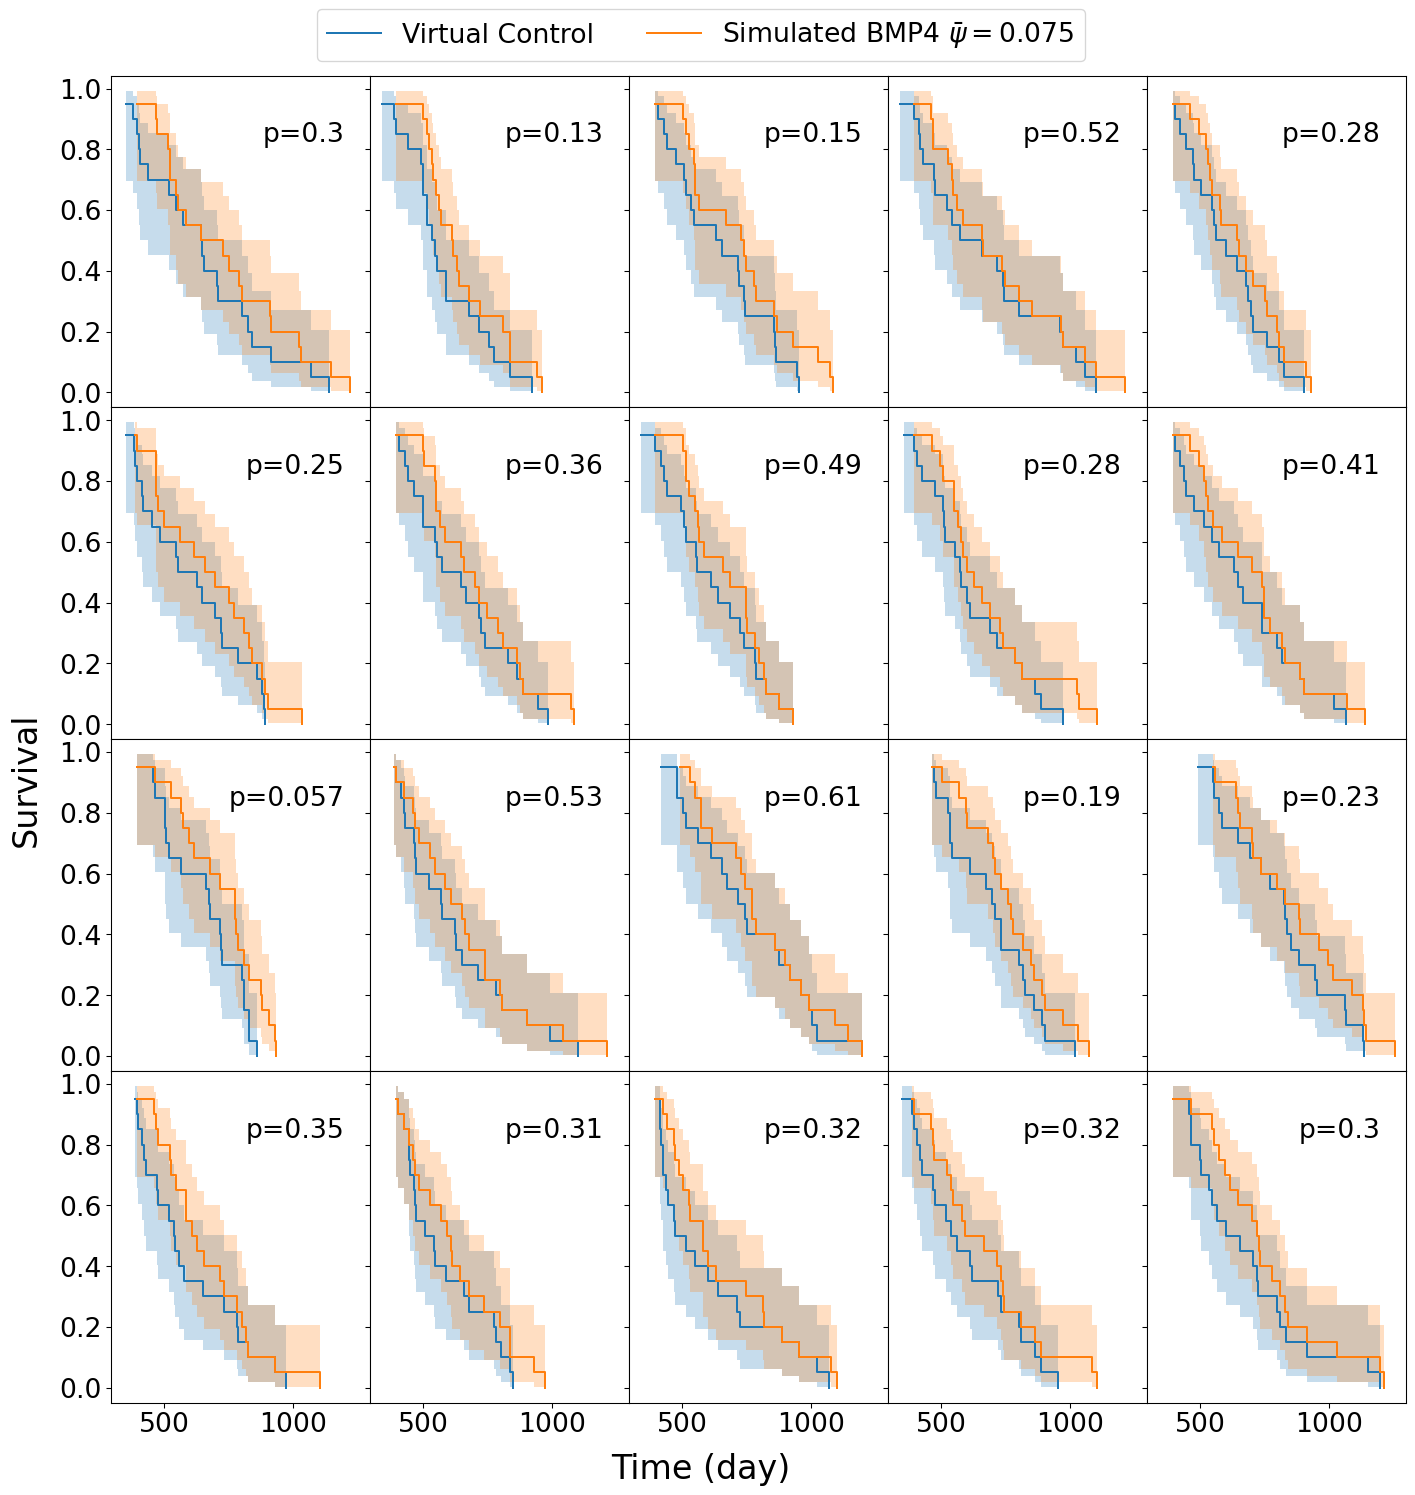 Virtual Control
Simulated BMP4 ψ̄ = 0.075
1.0
0.8
0.6
0.4
0.2
0.0
p=0.3
p=0.13
p=0.15
p=0.52
p=0.28
1.0
0.8
0.6
0.4
0.2
0.0
p=0.25
p=0.36
p=0.49
p=0.28
p=0.41
Survival
1.0
0.8
0.6
0.4
0.2
0.0
p=0.057
p=0.53
p=0.61
p=0.19
p=0.23
1.0
0.8
0.6
0.4
0.2
0.0
p=0.35
p=0.31
p=0.32
p=0.32
p=0.3
500 1000
500 1000
500 1000
500 1000
500 1000
Time (day)